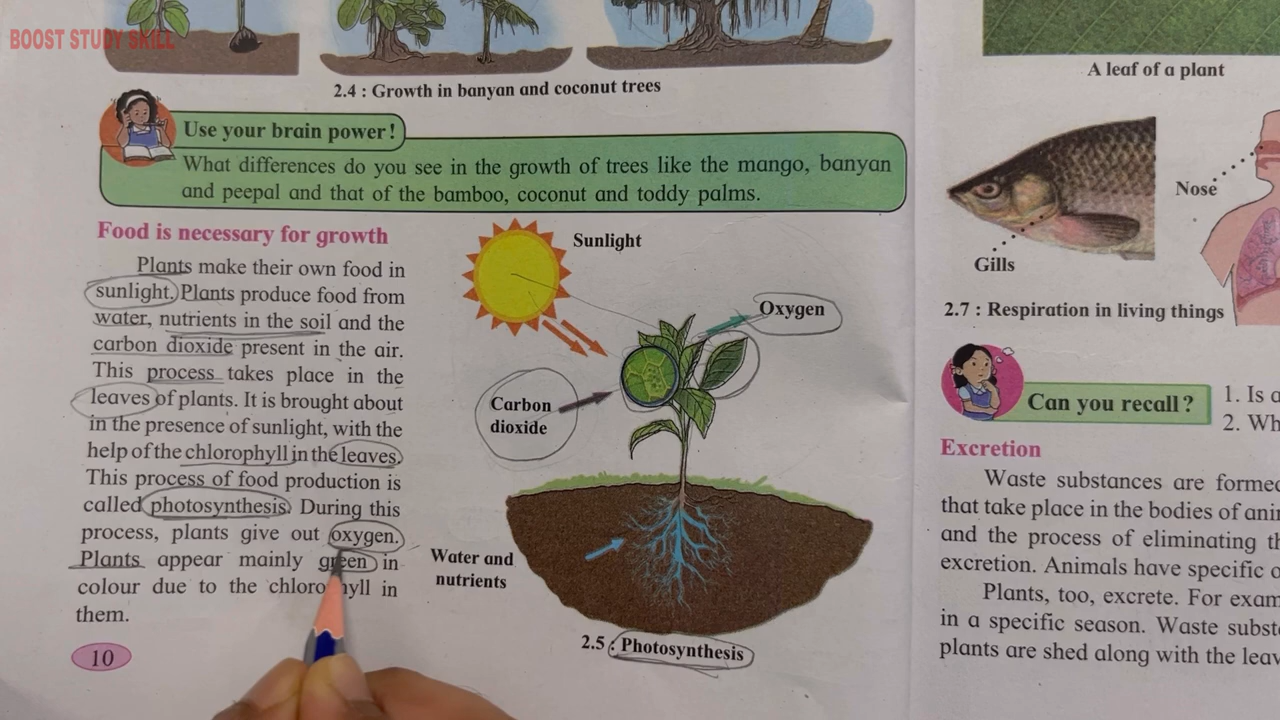 BOOST STUDY SKILL
2.4 : Growth in banyan and coconut trees
Use your brain power!
What differences do you see in the growth of trees like the mango, banyan
and peepal and that of the bamboo, coconut and toddy palms.
Food is necessary for growth
Plants make their own food in
sunlight. Plants produce food from
water, nutrients in the soil and the
carbon dioxide present in the air.
This process takes place in the
leaves of plants. It is brought about
in the presence of sunlight, with the
help of the chlorophyll in the leaves.
This process of food production is
called photosynthesis. During this
process, plants give out oxygen.
Plants appear mainly green in
colour due to the chlorophyll in
them.
10
Sunlight
Oxygen
Carbon
dioxide
Water and
nutrients
2.5 : Photosynthesis
A leaf of a plant
Nose
Gills
2.7 : Respiration in living things
Can you recall?
1. Is a
2. Wh
Excretion
Waste substances are formed
that take place in the bodies of
and the process of eliminating
excretion. Animals have specific
Plants, too, excrete. For
in a specific season. Waste
plants are shed along with the